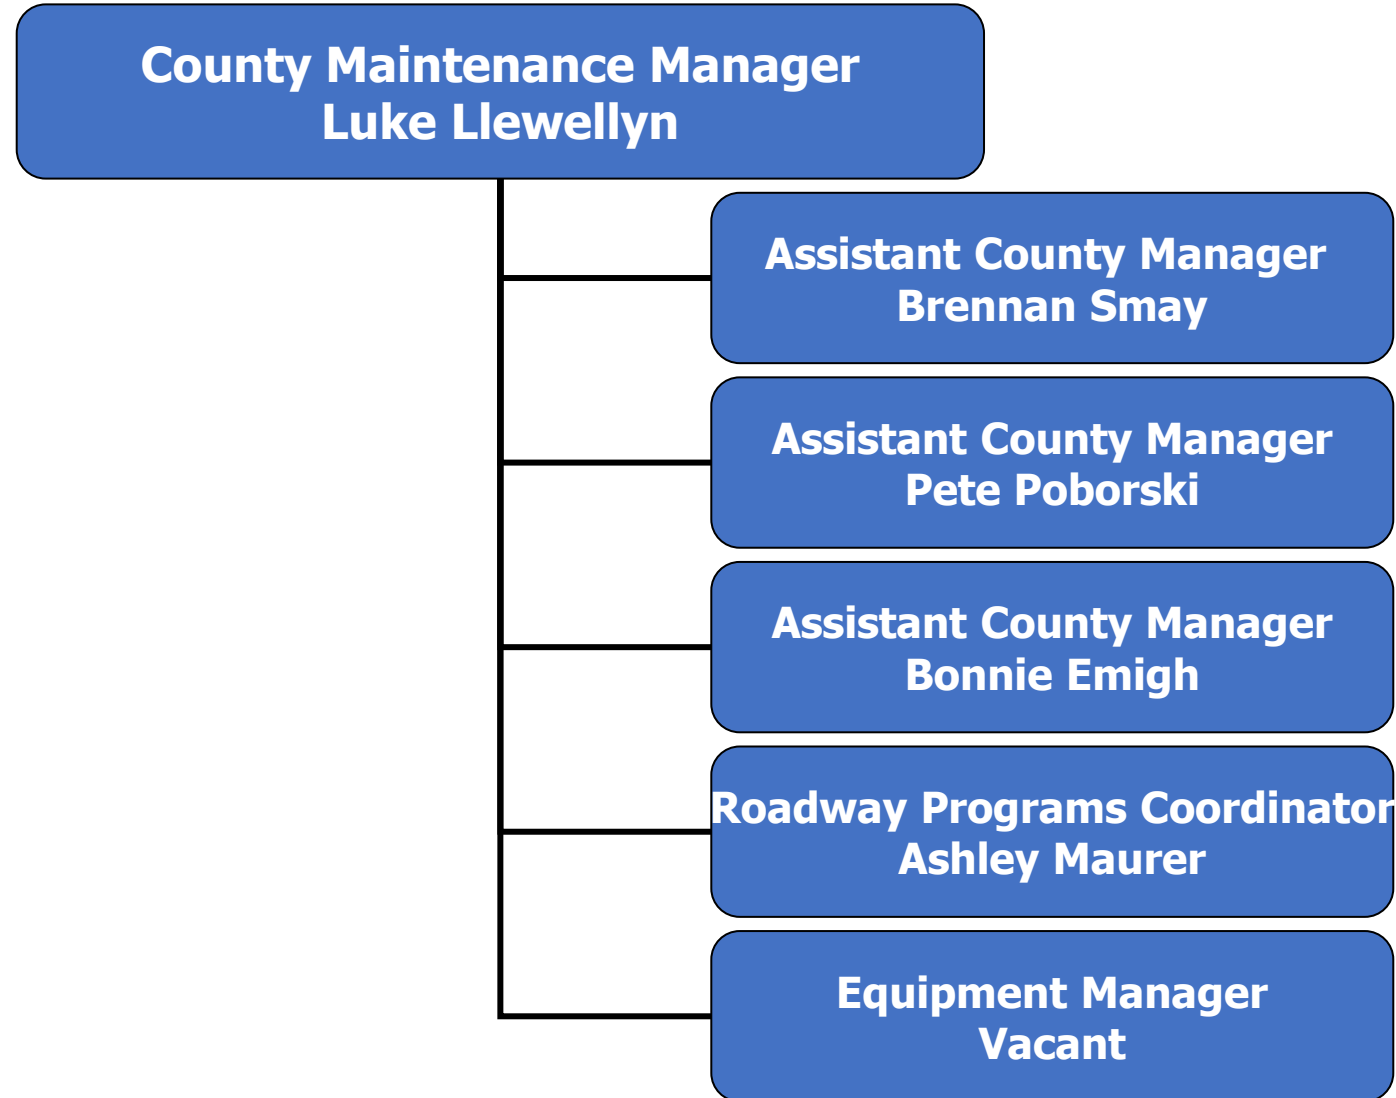 County Maintenance Manager
Luke Llewellyn
Assistant County Manager
Brennan Smay
Assistant County Manager
Pete Poborski
Assistant County Manager
Bonnie Emigh
Roadway Programs Coordinator
Ashley Maurer
Equipment Manager
Vacant